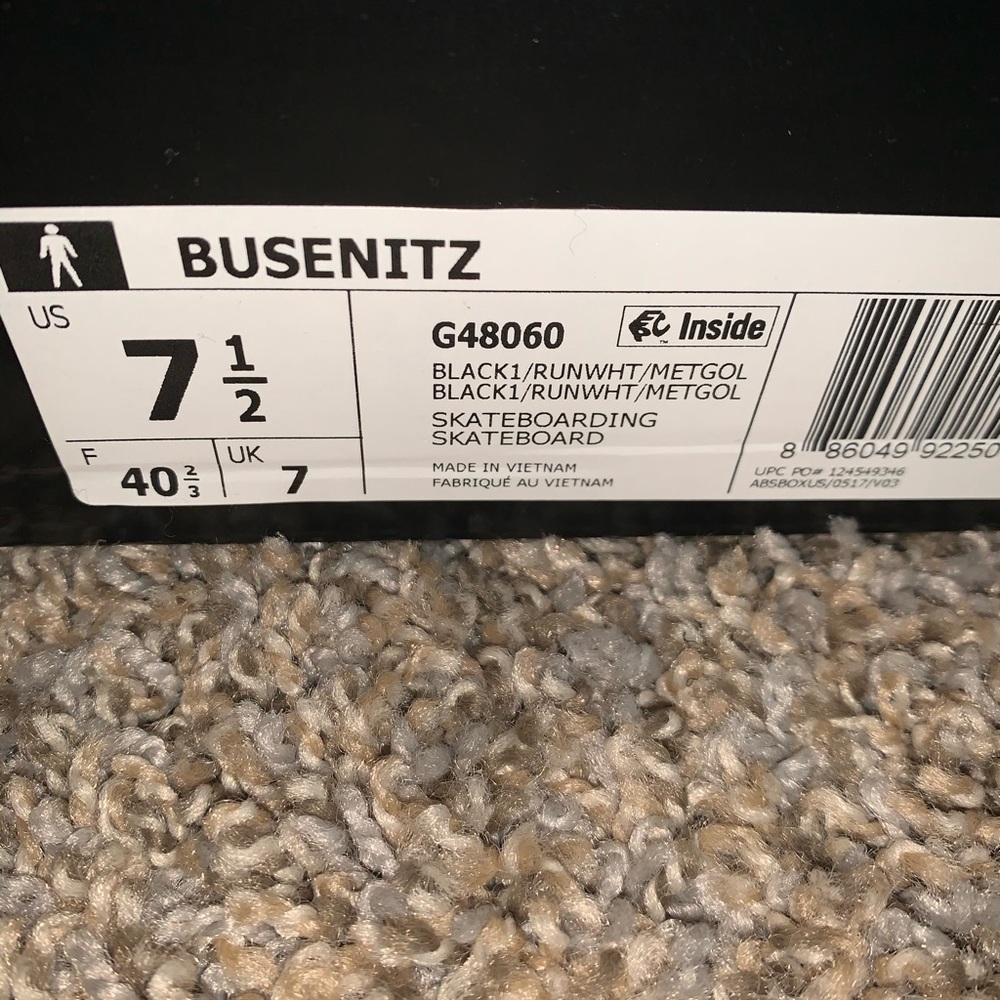 BUSENITZ
US
7 1/2
F
40 2/3
UK
7
G48060
Inside
BLACK1/RUNWHT/METGOL
BLACK1/RUNWHT/METGOL
SKATEBOARDING
SKATEBOARD
MADE IN VIETNAM
FABRIQUÉ AU VIETNAM
8 86049 92250
UPC PO# 124549346
ABSBOXUS/0517/V03